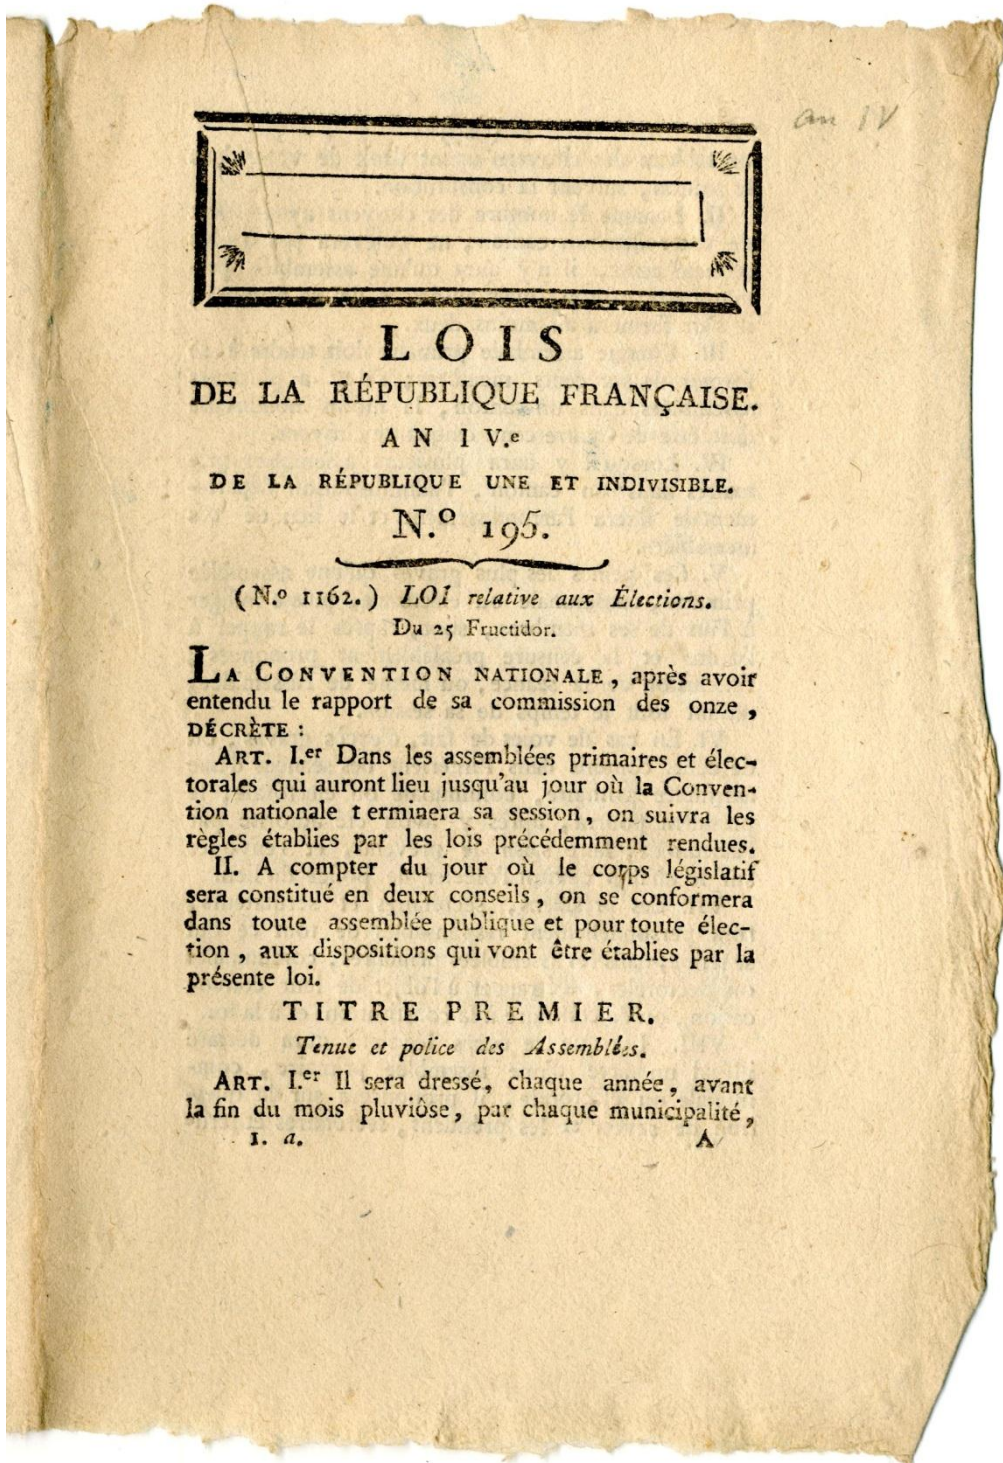 an IV
LOIS
DE LA RÉPUBLIQUE FRANÇAISE.
AN IV.e
DE LA RÉPUBLIQUE UNE ET INDIVISIBLE.
N.º 195.
(N.º 1162.) LOI relative aux Élections.
Du 25 Fructidor.
LA CONVENTION NATIONALE, après avoir
entendu le rapport de sa commission des onze,
DÉCRÈTE :
ART. I.er Dans les assemblées primaires et élec-
torales qui auront lieu jusqu'au jour où la Conven-
tion nationale terminera sa session, on suivra les
règles établies par les lois précédemment rendues.
II. A compter du jour où le corps législatif
sera constitué en deux conseils, on se conformera
dans toute assemblée publique et pour toute élec-
tion, aux dispositions qui vont être établies par la
présente loi.
TITRE PREMIER.
Tenue et police des Assemblées.
ART. I.er Il sera dressé, chaque année, avant
la fin du mois pluviôse, par chaque municipalité,
1. a. A